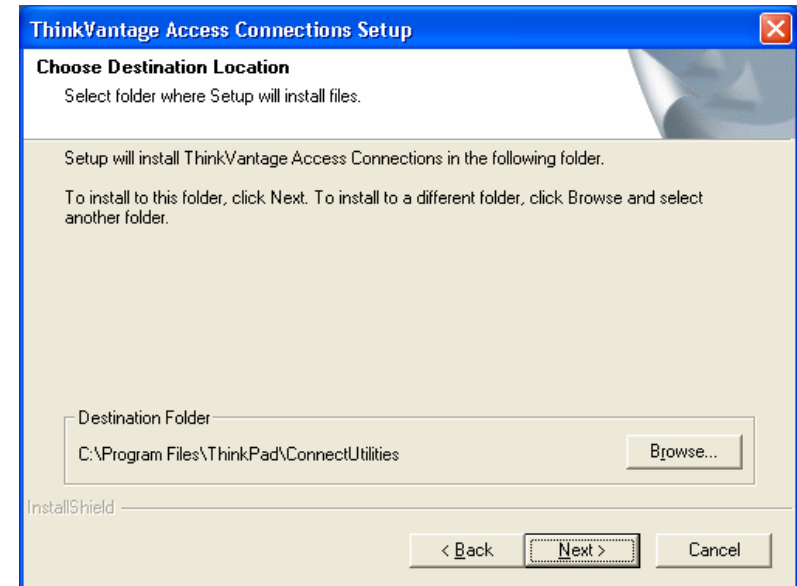 ThinkVantage Access Connections Setup
Choose Destination Location
Select folder where Setup will install files.
Setup will install ThinkVantage Access Connections in the following folder.
To install to this folder, click Next. To install to a different folder, click Browse and select
another folder.
Destination Folder
C:\Program Files\ThinkPad\ConnectUtilities
Browse...
InstallShield
< Back
Next >
Cancel